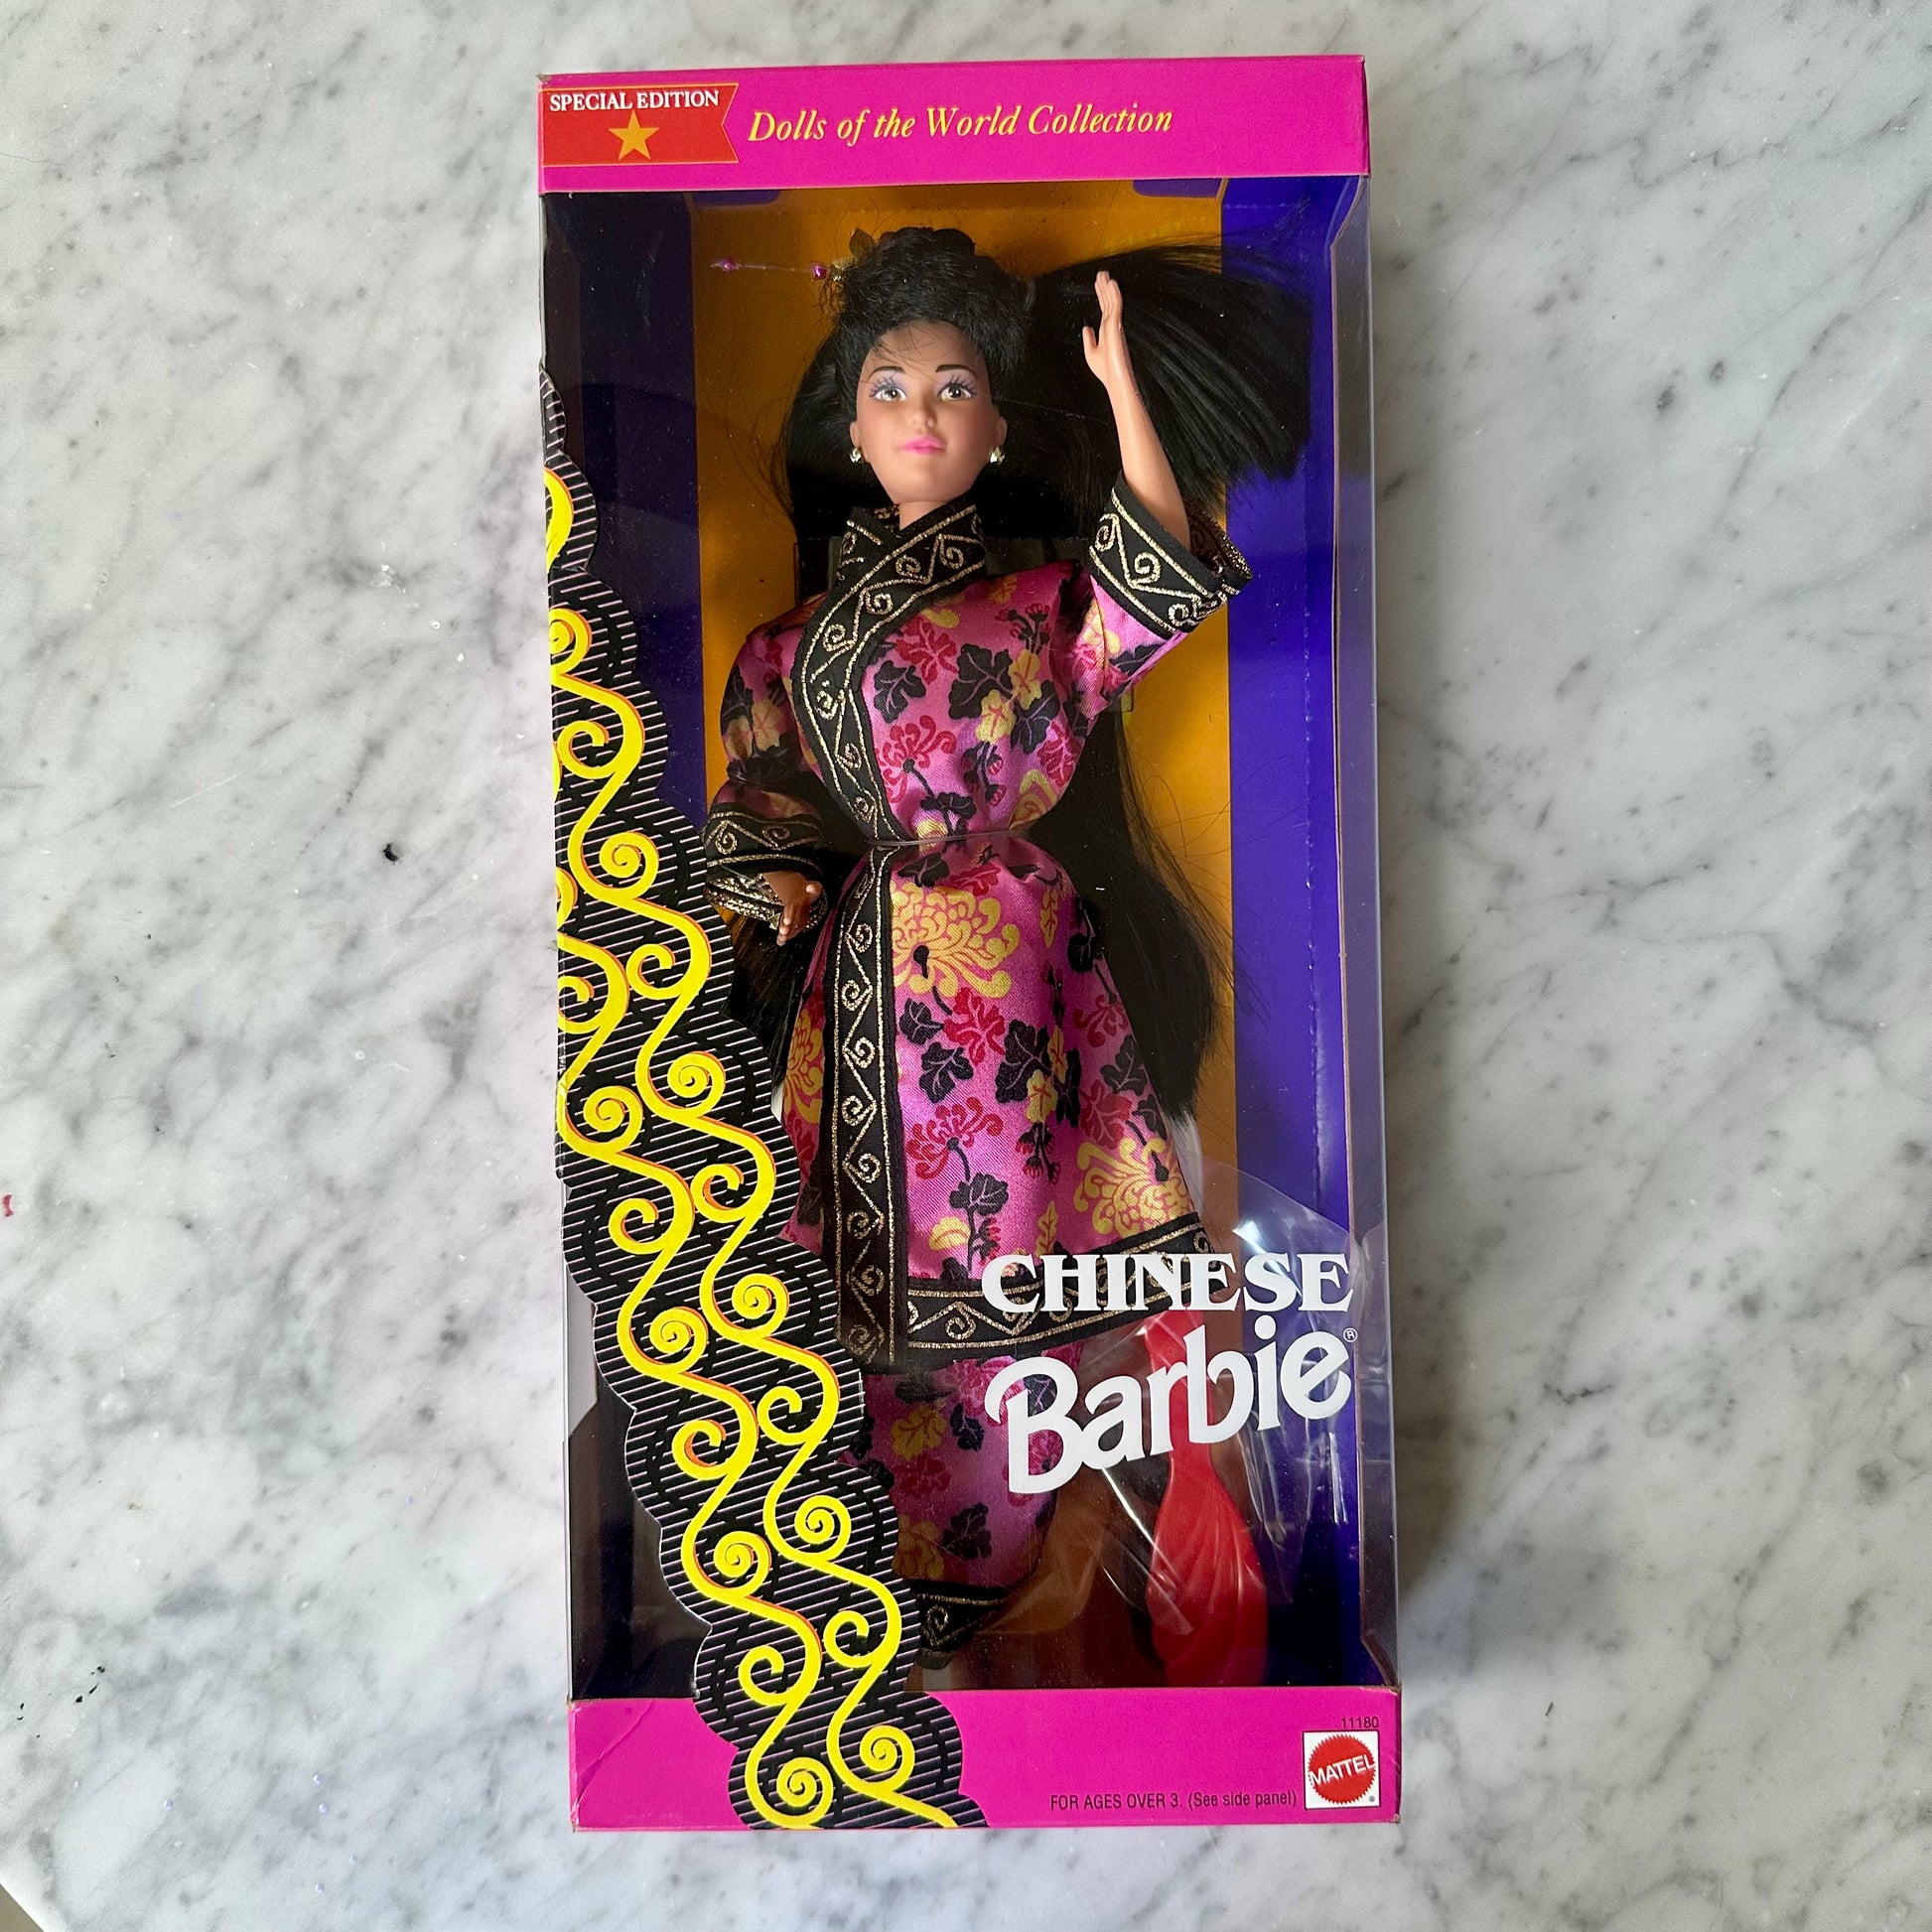 SPECIAL EDITION
Dolls of the World Collection
CHINESE
Barbie®
11180
MATTEL
®
FOR AGES OVER 3. (See side panel)